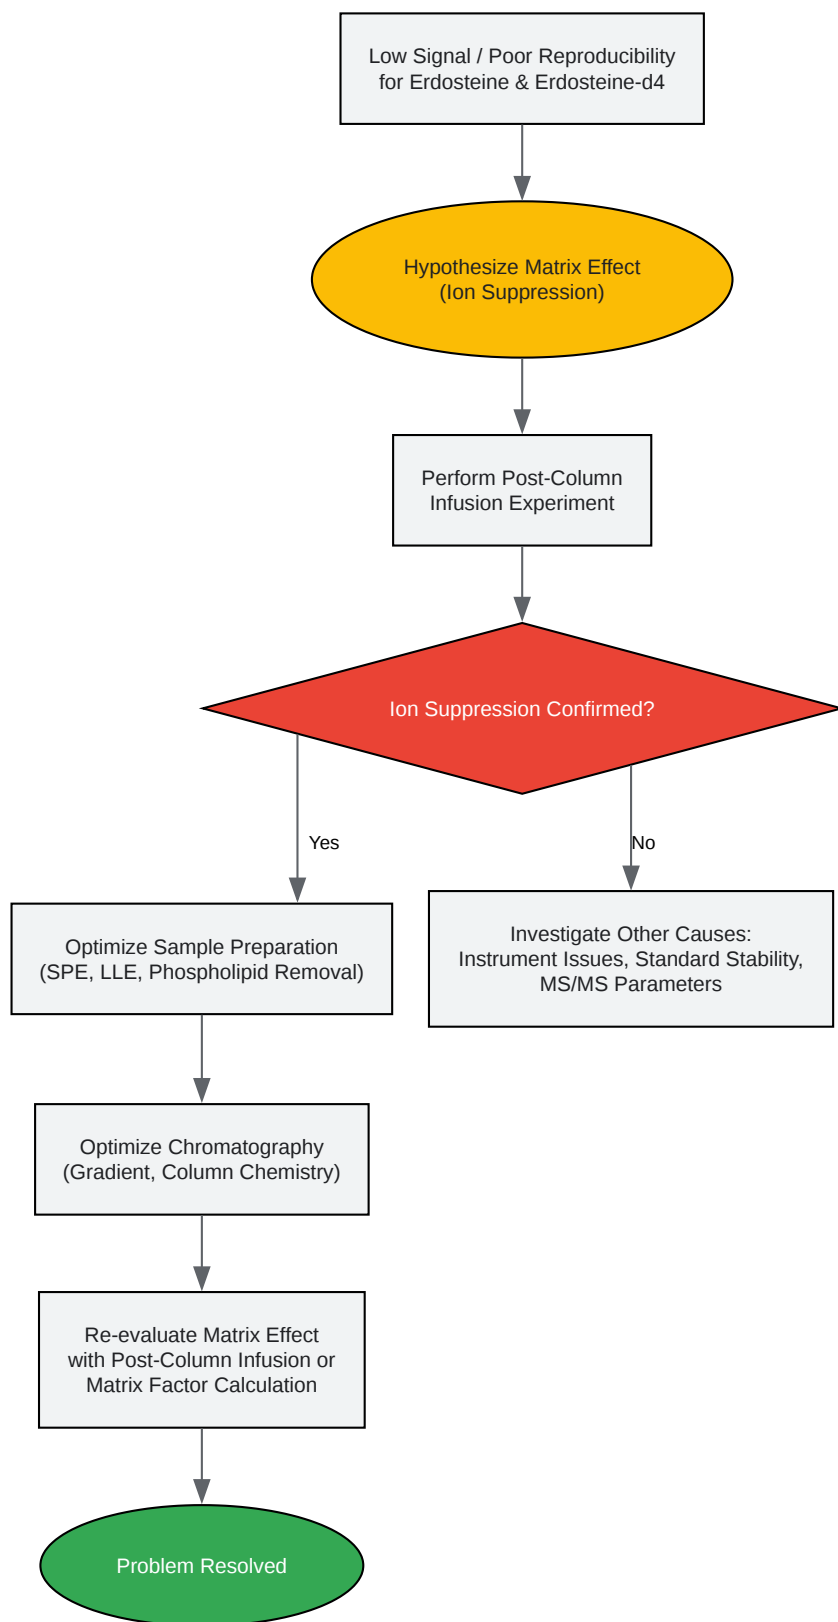 Low Signal / Poor Reproducibility
for Erdosteine & Erdosteine-d4
Hypothesize Matrix Effect
(Ion Suppression)
Perform Post-Column
Infusion Experiment
Ion Suppression Confirmed?
Yes
No
Optimize Sample Preparation
(SPE, LLE, Phospholipid Removal)
Investigate Other Causes:
Instrument Issues, Standard Stability,
MS/MS Parameters
Optimize Chromatography
(Gradient, Column Chemistry)
Re-evaluate Matrix Effect
with Post-Column Infusion or
Matrix Factor Calculation
Problem Resolved